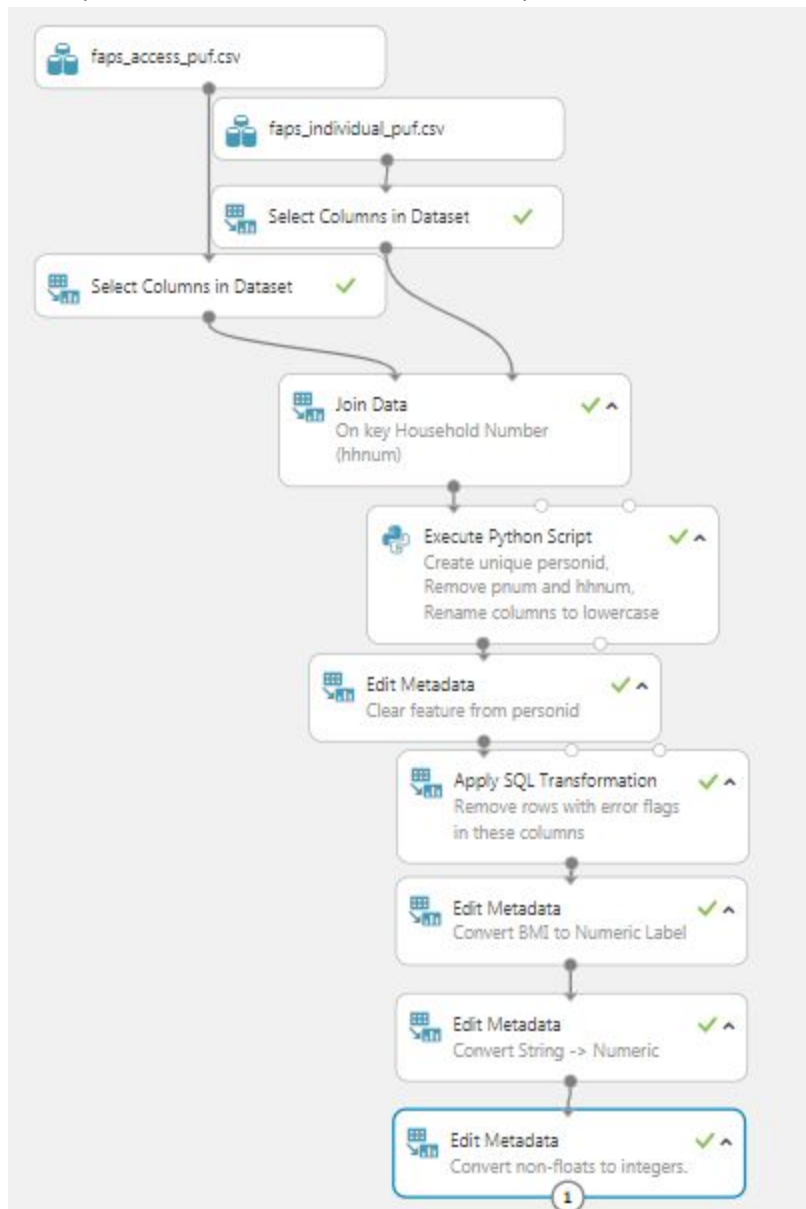 faps_access_puf.csv
faps_individual_puf.csv
Select Columns in Dataset
Select Columns in Dataset
Join Data
On key Household Number
(hhnum)
Execute Python Script
Create unique personid,
Remove pnum and hhnum,
Rename columns to lowercase
Edit Metadata
Clear feature from personid
Apply SQL Transformation
Remove rows with error flags
in these columns
Edit Metadata
Convert BMI to Numeric Label
Edit Metadata
Convert String -> Numeric
Edit Metadata
Convert non-floats to integers.
1